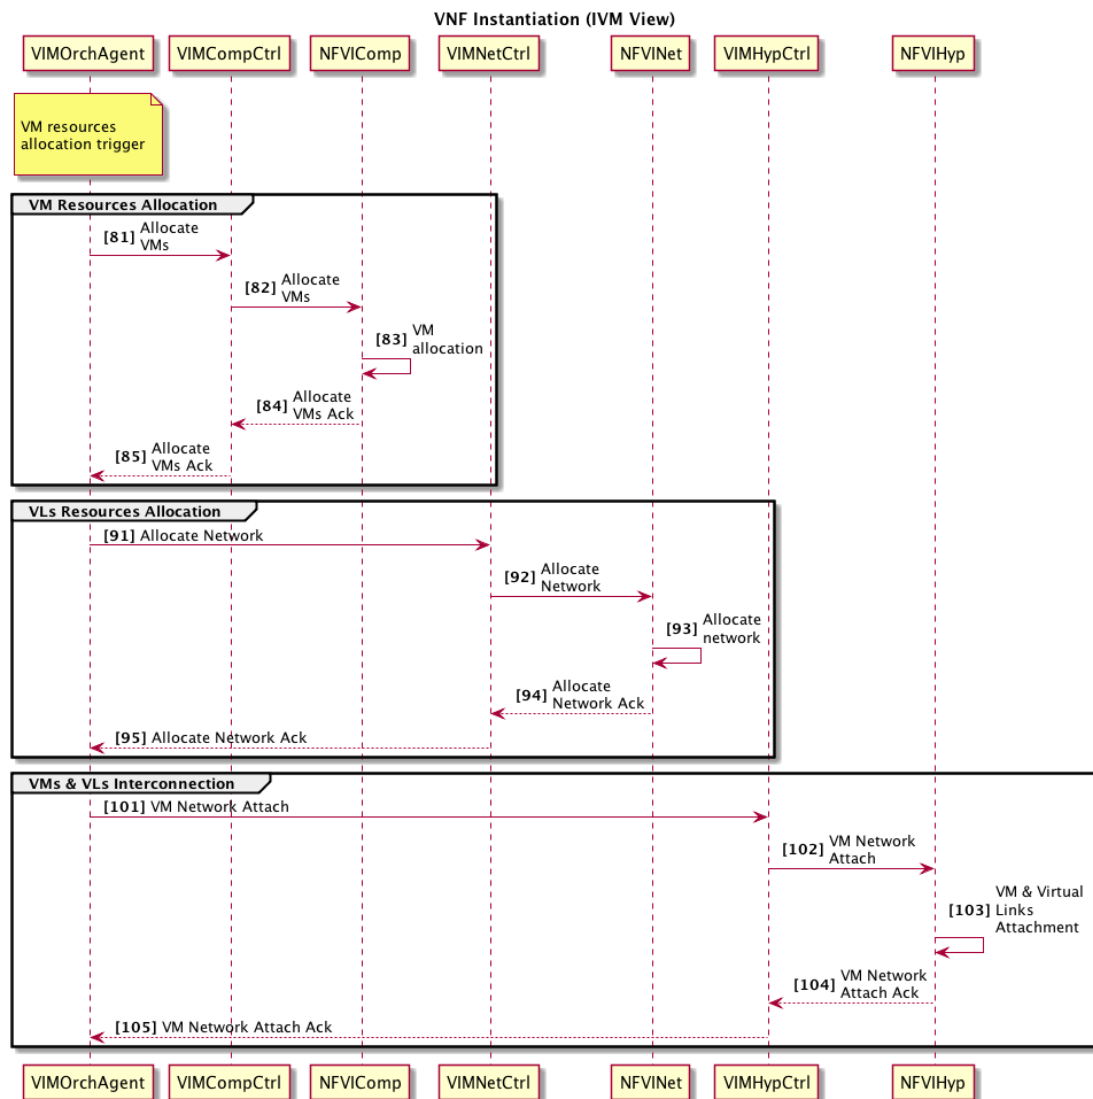 VNF Instantiation (IVM View)
VIMOrchAgent
VIMCompCtrl
NFVIComp
VIMNetCtrl
NFVINet
VIMHypCtrl
NFVIHyp
VM resources
allocation trigger
VM Resources Allocation
[81] Allocate
VMs
[82] Allocate
VMs
[83] VM
allocation
[84] Allocate
VMs Ack
[85] Allocate
VMs Ack
VLs Resources Allocation
[91] Allocate Network
[92] Allocate
Network
[93] Allocate
network
[94] Allocate
Network Ack
[95] Allocate Network Ack
VMs & VLs Interconnection
[101] VM Network Attach
[102] VM Network
Attach
VM & Virtual
[103] Links
Attachment
[104] VM Network
Attach Ack
[105] VM Network Attach Ack
VIMOrchAgent
VIMCompCtrl
NFVIComp
VIMNetCtrl
NFVINet
VIMHypCtrl
NFVIHyp